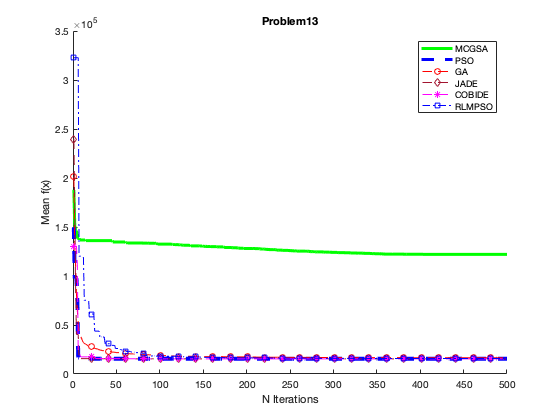 Problem13
×10^5
3.5
3
2.5
2
1.5
1
0.5
0
Mean f(x)
0 50 100 150 200 250 300 350 400 450 500
N Iterations
MCGSA
PSO
GA
JADE
COBIDE
RLMPSO